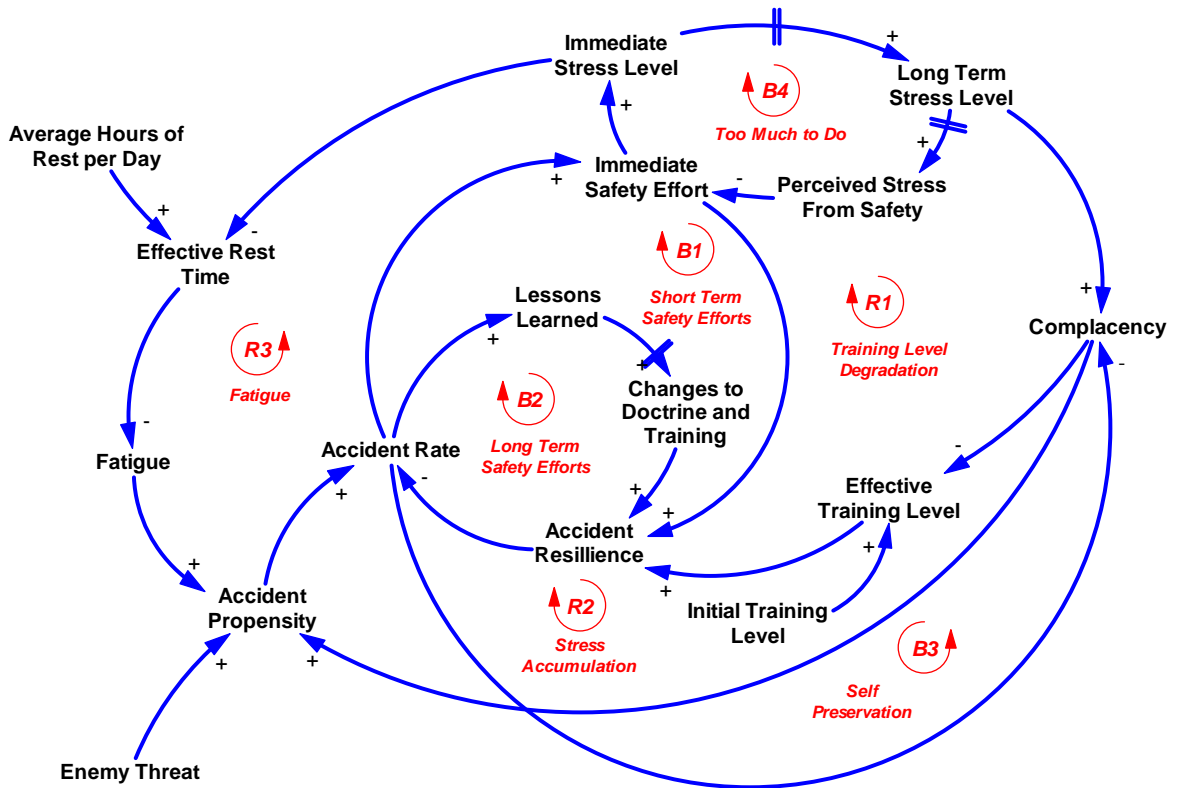 Immediate
Stress Level
+
Long Term
Stress Level
B4
Too Much to Do
+
Average Hours of
Rest per Day
+
Immediate
Safety Effort
+
-
Perceived Stress
From Safety
+
-
Effective Rest
Time
B1
Short Term
Safety Efforts
Lessons
Learned
+
R1
Training Level
Degradation
+
Complacency
-
R3
Fatigue
+
Changes to
Doctrine and
Training
B2
Long Term
Safety Efforts
-
Fatigue
Accident Rate
-
+
-
Effective
Training Level
+
+
+
Accident
Resillience
+
+
Accident
Propensity
R2
Stress
Accumulation
Initial Training
Level
B3
Self
Preservation
+
+
Enemy Threat